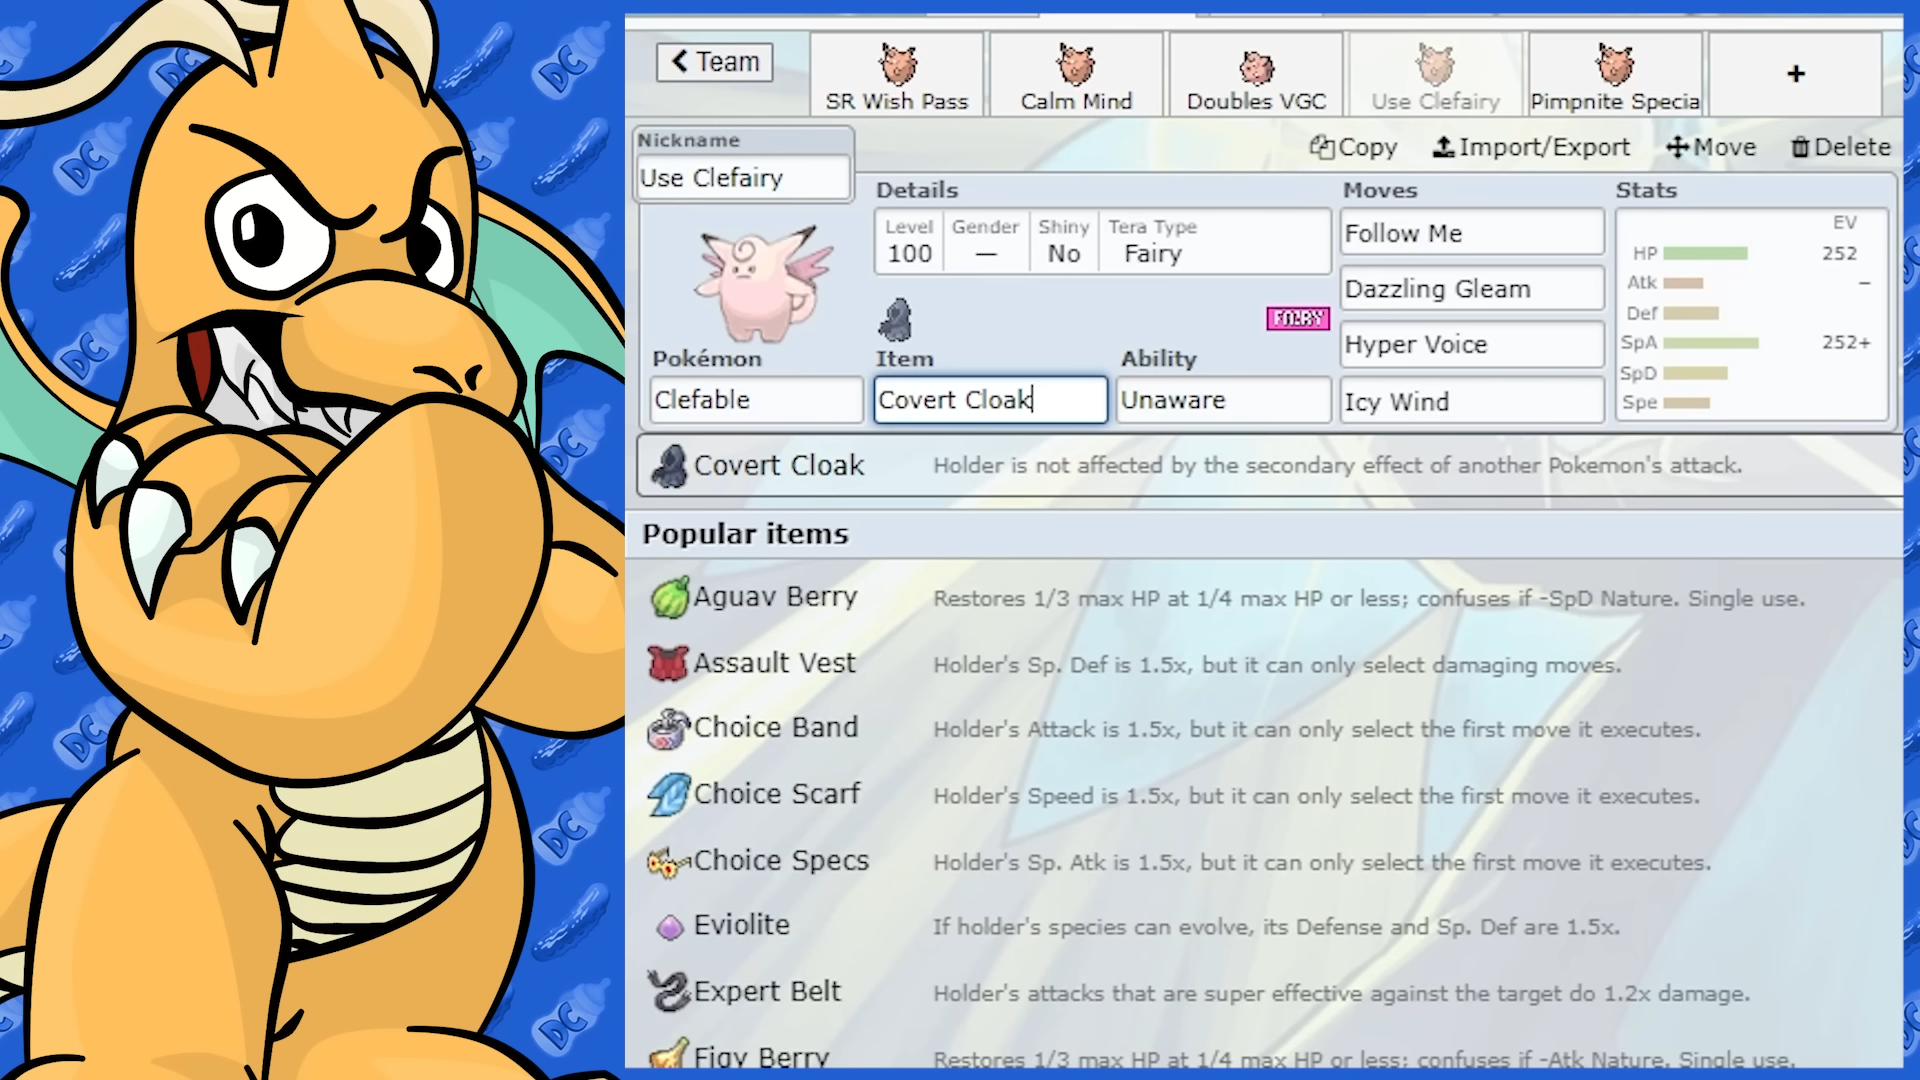 Team
SR Wish Pass
Calm Mind
Doubles VGC
Use Clefairy
Pimpnite Specia
+
Nickname
Use Clefairy
Copy
Import/Export
Move
Delete
Details
Moves
Stats
Level
Gender
Shiny
Tera Type
100
—
No
Fairy
FAIRY
Pokémon
Item
Ability
Clefable
Covert Cloak
Unaware
Follow Me
Dazzling Gleam
Hyper Voice
Icy Wind
EV
HP 252
Atk –
Def
SpA 252+
SpD
Spe
Covert Cloak Holder is not affected by the secondary effect of another Pokemon's attack.
Popular items
Aguav Berry Restores 1/3 max HP at 1/4 max HP or less; confuses if -SpD Nature. Single use.
Assault Vest Holder's Sp. Def is 1.5x, but it can only select damaging moves.
Choice Band Holder's Attack is 1.5x, but it can only select the first move it executes.
Choice Scarf Holder's Speed is 1.5x, but it can only select the first move it executes.
Choice Specs Holder's Sp. Atk is 1.5x, but it can only select the first move it executes.
Eviolite If holder's species can evolve, its Defense and Sp. Def are 1.5x.
Expert Belt Holder's attacks that are super effective against the target do 1.2x damage.
Figy Berry Restores 1/3 max HP at 1/4 max HP or less; confuses if -Atk Nature. Single use.
DC
DC
DC
DC
DC
DC
DC
DC
DC